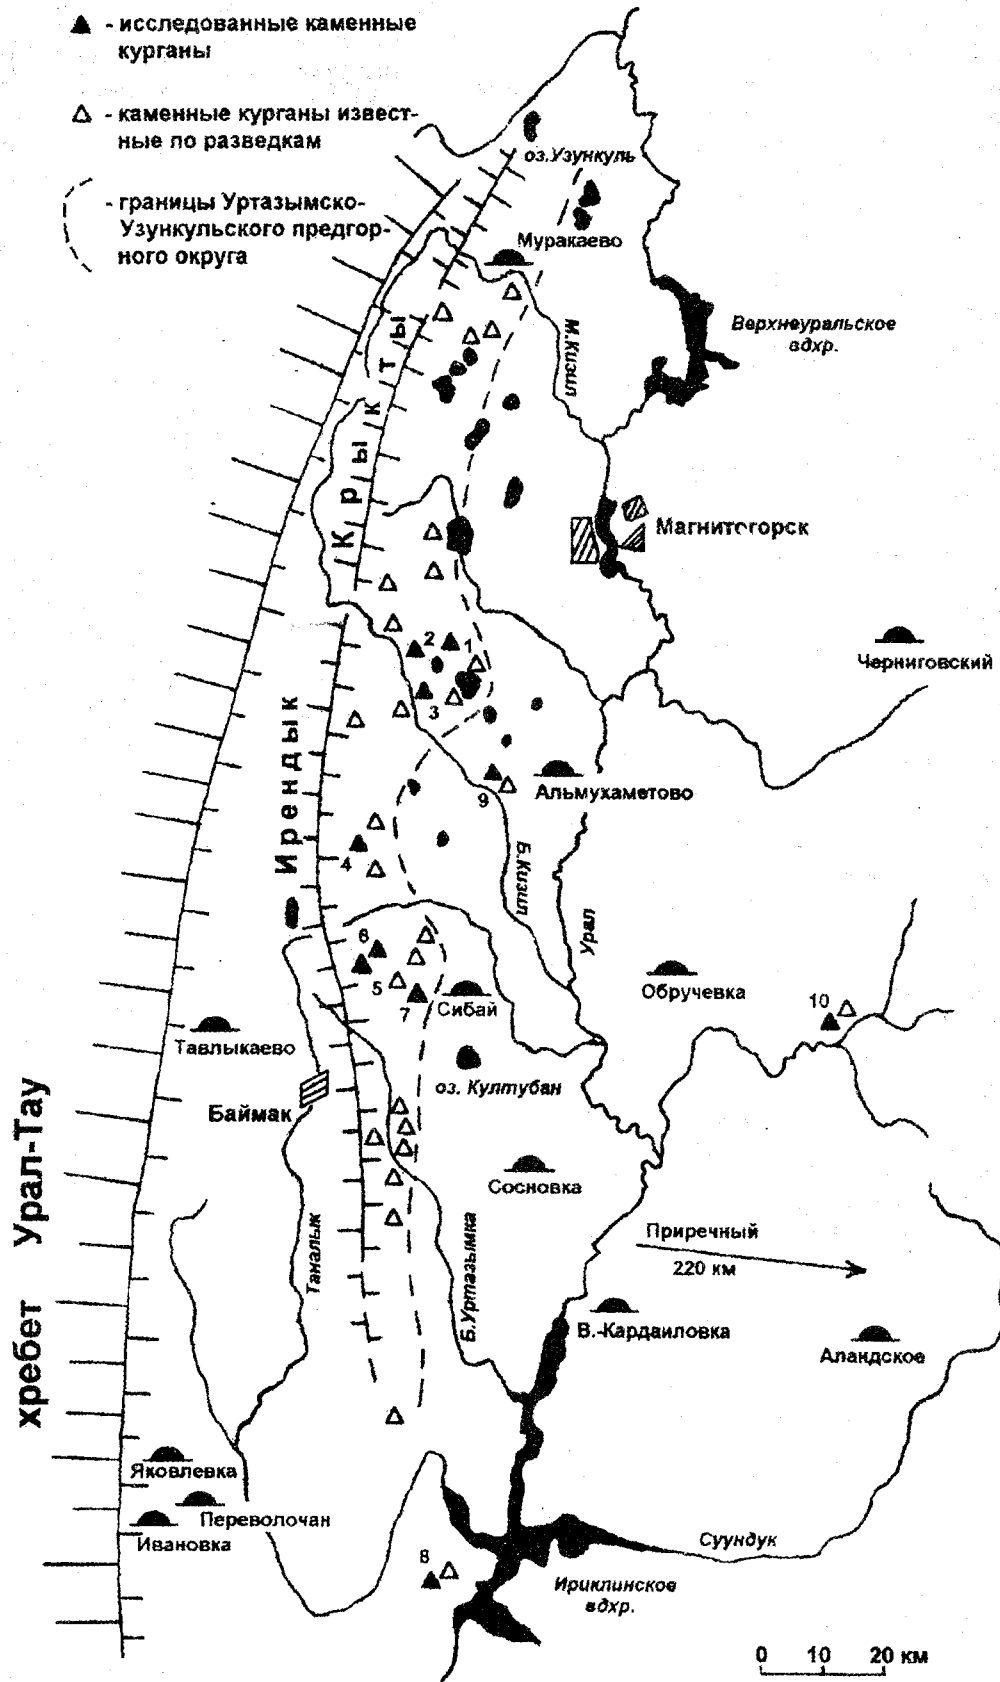 - исследованные каменные
курганы
- каменные курганы извест-
ные по разведкам
- границы Уртазымско-
Узункульского предгор-
ного округа
оз.Узункуль
Муракаево
Верхнеуральское
вдхр.
М.Кизил
Крыкты
Магнитогорск
Черниговский
2
1
3
Ирендык
9
Альмухаметово
4
Б.Кизил
Урал
6
5
7
Сибай
Обручевка
10
Тавлыкаево
оз. Култубан
Баймак
хребет Урал-Тау
Сосновка
Таналык
Б.Уртазымка
Приречный
220 км
В.-Кардаиловка
Аландское
Яковлевка
Переволочан
Ивановка
Суундук
8
Ириклинское
вдхр.
0 10 20 км